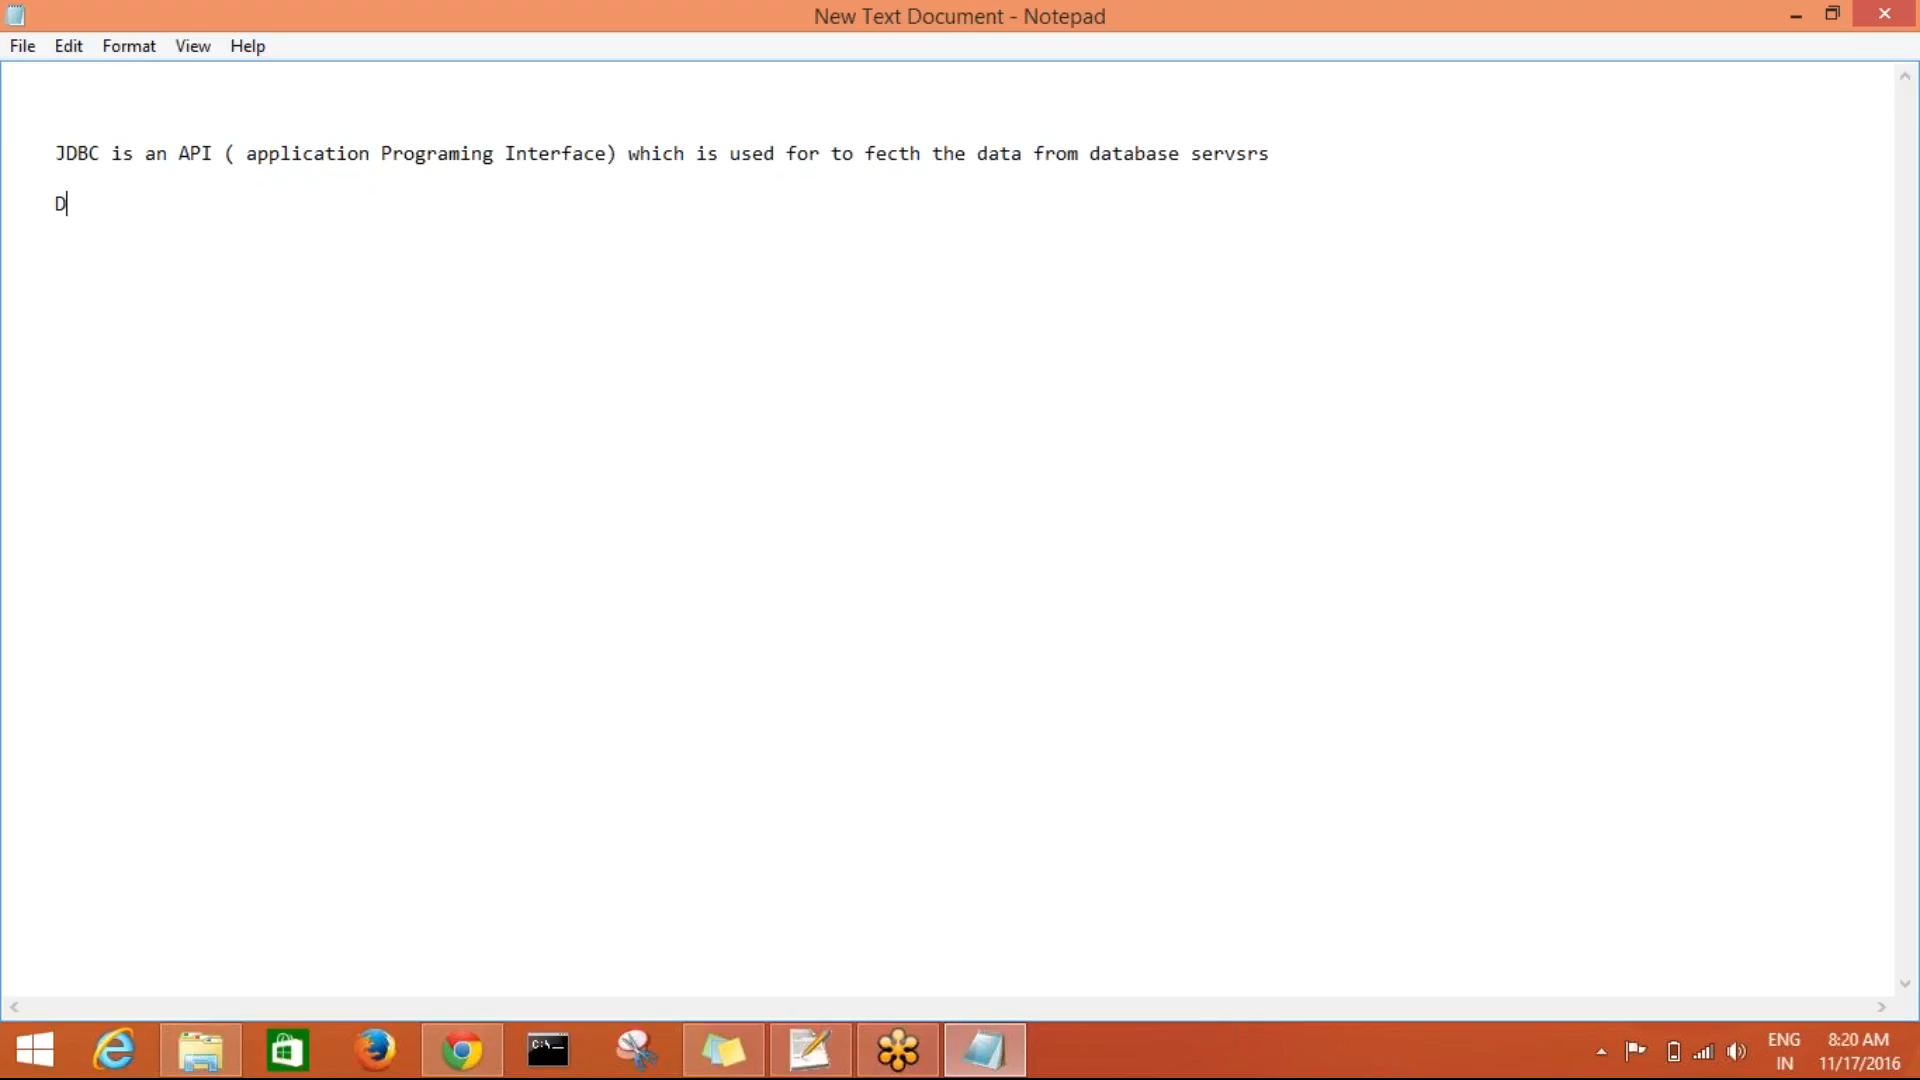 New Text Document - Notepad
File Edit Format View Help
JDBC is an API ( application Programing Interface) which is used for to fecth the data from database servsrs
D
C:\_
ENG 8:20 AM
IN 11/17/2016